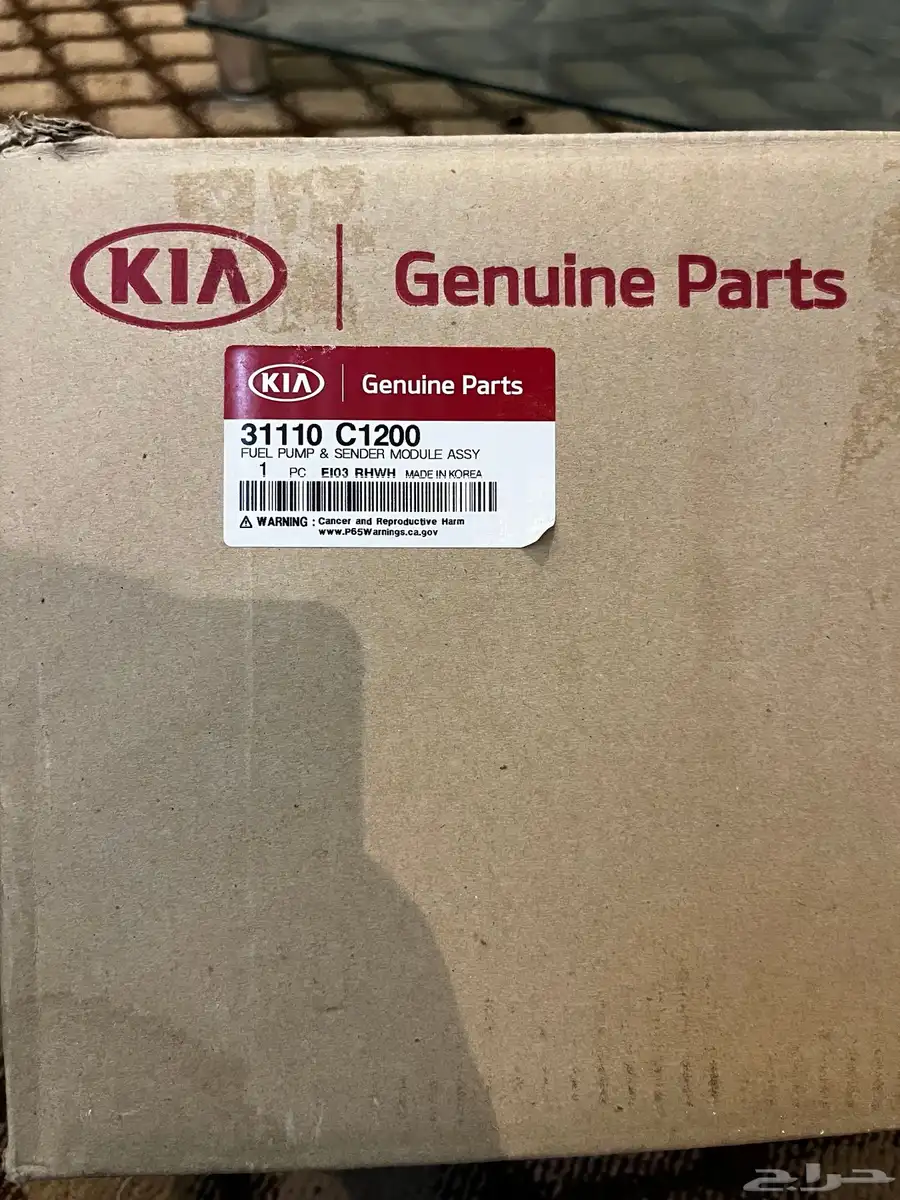 KIA Genuine Parts
KIA Genuine Parts
31110 C1200
FUEL PUMP & SENDER MODULE ASSY
1 PC EI03 RHWH MADE IN KOREA
WARNING : Cancer and Reproductive Harm
www.P65Warnings.ca.gov
حراج